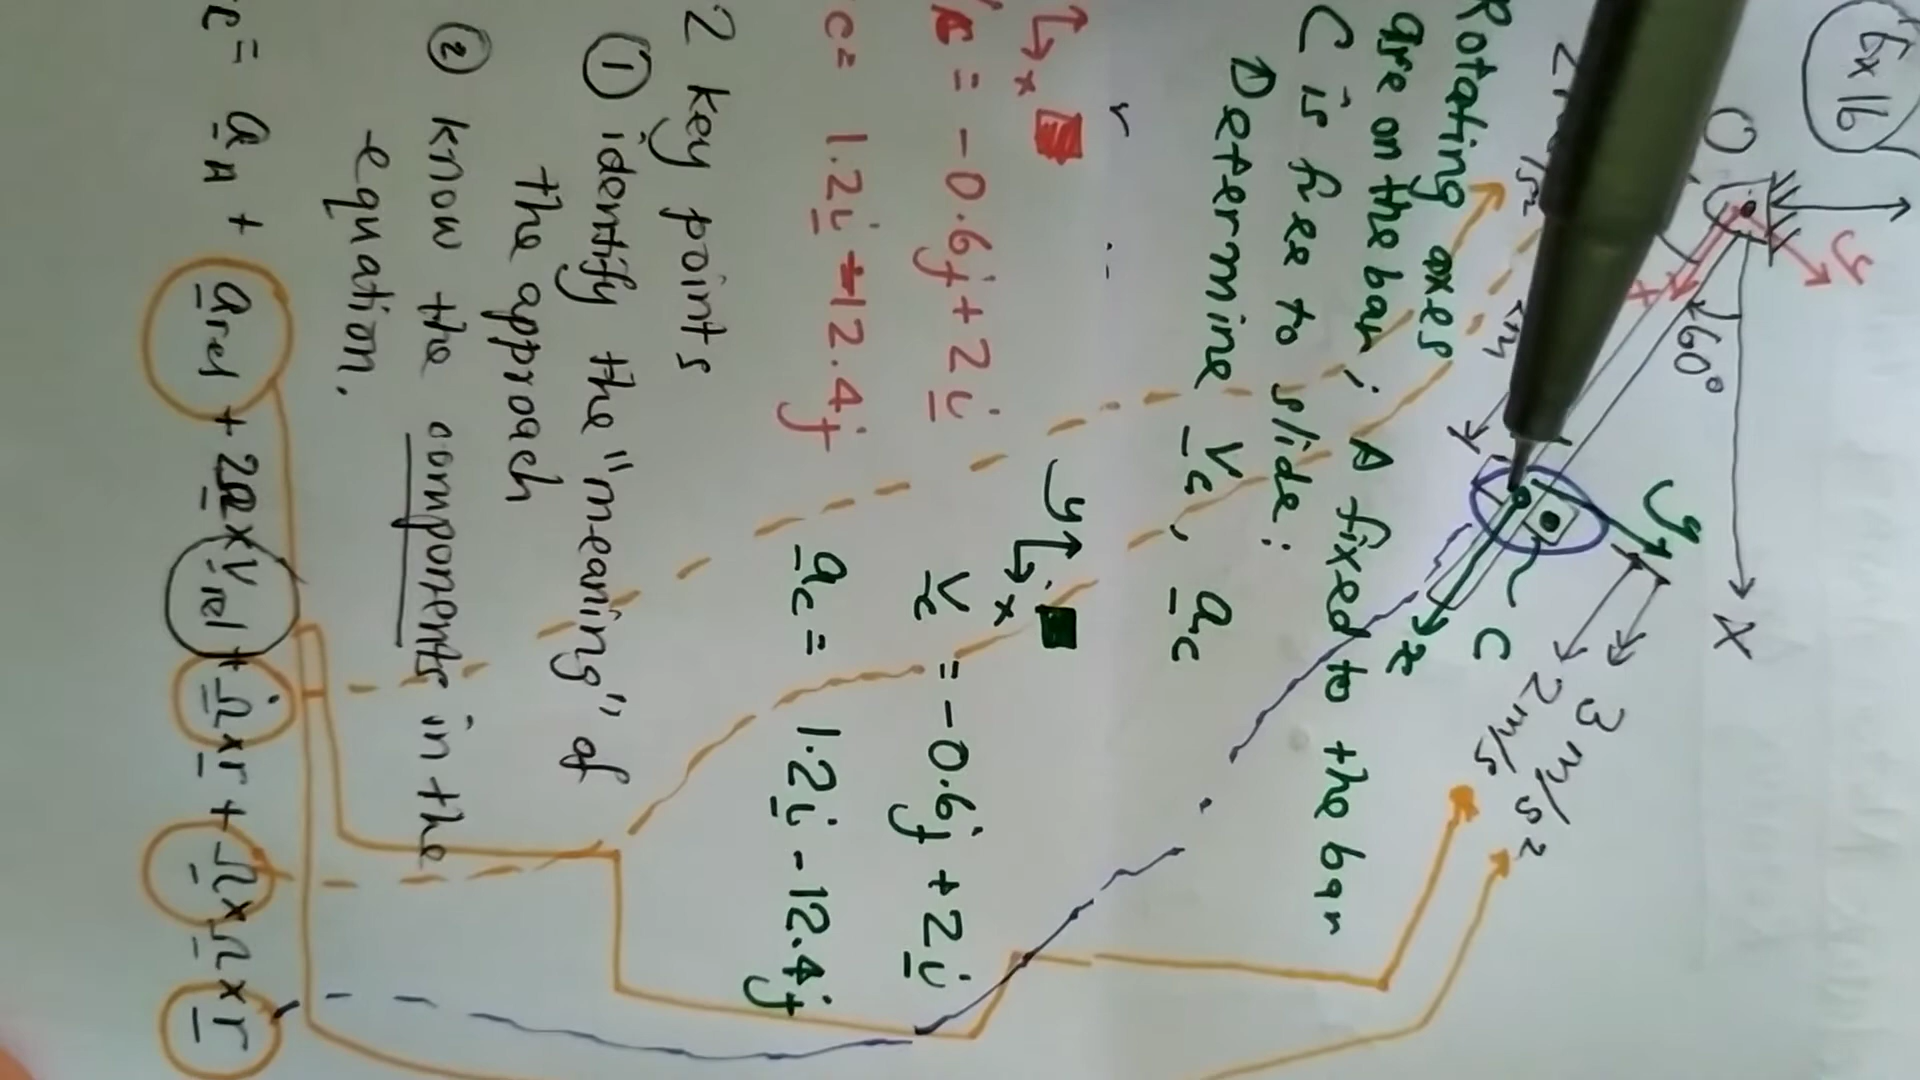 Ex 16
O
y
x
60°
X
y
x
C
3 m/s²
2 m/s
Rotating axes
are on the bar; A fixed to the bar
C is free to slide:
Determine V_c, a_c
y
x
x
= -0.6j + 2i
V_c = -0.6j + 2i
c = 1.2i - 12.4j
a_c = 1.2i - 12.4j
2 key points
① identify the "meaning" of
the approach
② know the components in the
equation.
c = a_A + a_rel + 2Ω x V_rel + Ω̇ x r + Ω x Ω x r